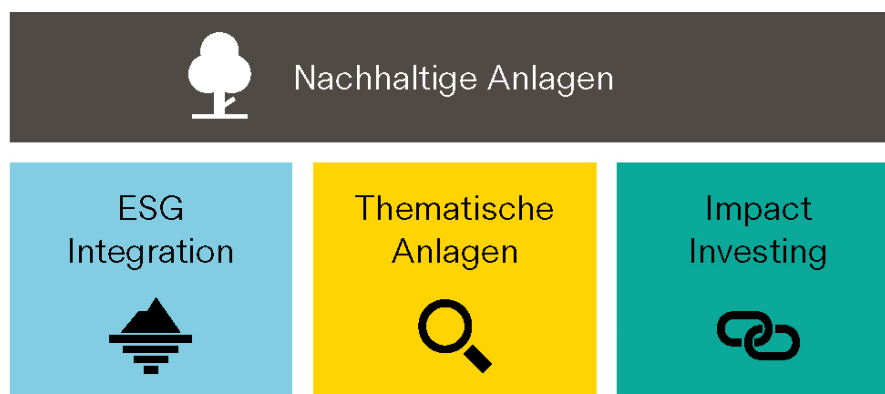 Nachhaltige Anlagen
ESG
Integration
Thematische
Anlagen
Impact
Investing